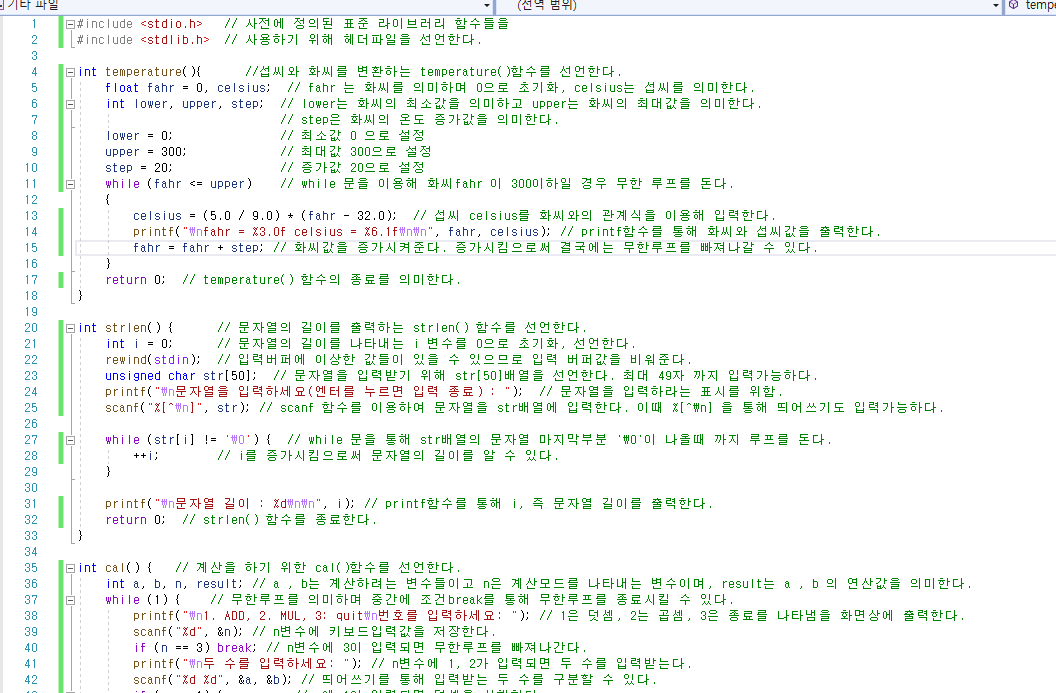 기타 파일 (전역 범위) tempe
1 #include <stdio.h> // 사전에 정의된 표준 라이브러리 함수들을
2 #include <stdlib.h> // 사용하기 위해 헤더파일을 선언한다.
3
4 int temperature(){ //섭씨와 화씨를 변환하는 temperature()함수를 선언한다.
5 float fahr = 0, celsius; // fahr 는 화씨를 의미하며 0으로 초기화, celsius는 섭씨를 의미한다.
6 int lower, upper, step; // lower는 화씨의 최소값을 의미하고 upper는 화씨의 최대값을 의미한다.
7 // step은 화씨의 온도 증가값을 의미한다.
8 lower = 0; // 최소값 0 으로 설정
9 upper = 300; // 최대값 300으로 설정
10 step = 20; // 증가값 20으로 설정
11 while (fahr <= upper) // while 문을 이용해 화씨fahr 이 300이하일 경우 무한 루프를 돈다.
12 {
13 celsius = (5.0 / 9.0) * (fahr - 32.0); // 섭씨 celsius를 화씨와의 관계식을 이용해 입력한다.
14 printf("₩nfahr = %3.0f celsius = %6.1f₩n₩n", fahr, celsius); // printf함수를 통해 화씨와 섭씨값을 출력한다.
15 fahr = fahr + step; // 화씨값을 증가시켜준다. 증가시킴으로써 결국에는 무한루프를 빠져나갈 수 있다.
16 }
17 return 0; // temperature() 함수의 종료를 의미한다.
18 }
19
20 int strlen() { // 문자열의 길이를 출력하는 strlen() 함수를 선언한다.
21 int i = 0; // 문자열의 길이를 나타내는 i 변수를 0으로 초기화, 선언한다.
22 rewind(stdin); // 입력버퍼에 이상한 값들이 있을 수 있으므로 입력 버퍼값을 비워준다.
23 unsigned char str[50]; // 문자열을 입력받기 위해 str[50]배열을 선언한다. 최대 49자 까지 입력가능하다.
24 printf("₩n문자열을 입력하세요(엔터를 누르면 입력 종료) : "); // 문자열을 입력하라는 표시를 위함.
25 scanf("%[^₩n]", str); // scanf 함수를 이용하여 문자열을 str배열에 입력한다. 이때 %[^₩n] 을 통해 띄어쓰기도 입력가능하다.
26
27 while (str[i] != '₩0') { // while 문을 통해 str배열의 문자열 마지막부분 '₩0'이 나올때 까지 루프를 돈다.
28 ++i; // i를 증가시킴으로써 문자열의 길이를 알 수 있다.
29 }
30
31 printf("₩n문자열 길이 : %d₩n₩n", i); // printf함수를 통해 i, 즉 문자열 길이를 출력한다.
32 return 0; // strlen() 함수를 종료한다.
33 }
34
35 int cal() { // 계산을 하기 위한 cal()함수를 선언한다.
36 int a, b, n, result; // a , b는 계산하려는 변수들이고 n은 계산모드를 나타내는 변수이며, result는 a , b 의 연산값을 의미한다.
37 while (1) { // 무한루프를 의미하며 중간에 조건break를 통해 무한루프를 종료시킬 수 있다.
38 printf("₩n1. ADD, 2. MUL, 3: quit₩n번호를 입력하세요: "); // 1은 덧셈, 2는 곱셈, 3은 종료를 나타냄을 화면상에 출력한다.
39 scanf("%d", &n); // n변수에 키보드입력값을 저장한다.
40 if (n == 3) break; // n변수에 3이 입력되면 무한루프를 빠져나간다.
41 printf("₩n두 수를 입력하세요: "); // n변수에 1, 2가 입력되면 두 수를 입력받는다.
42 scanf("%d %d", &a, &b); // 띄어쓰기를 통해 입력받는 두 수를 구분할 수 있다.